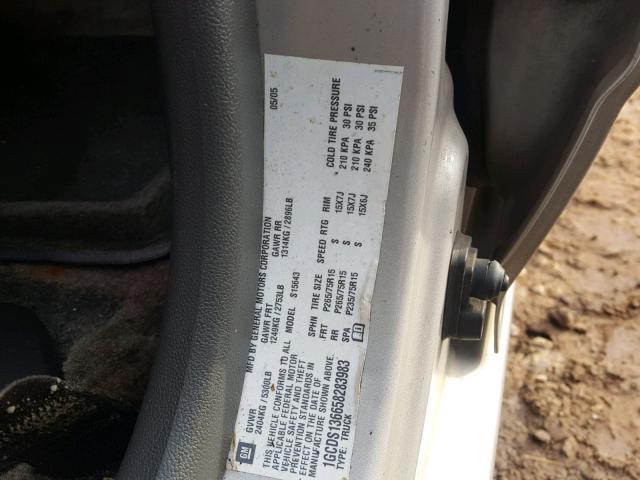 MFD BY GENERAL MOTORS CORPORATION 05/05
GVWR GAWR FRT GAWR RR
2404KG / 5300LB 1249KG / 2753LB 1314KG / 2896LB
THIS VEHICLE CONFORMS TO ALL
APPLICABLE FEDERAL MOTOR
VEHICLE SAFETY AND THEFT
PREVENTION STANDARDS IN
EFFECT ON THE DATE OF
MANUFACTURE SHOWN ABOVE.
1GCDS136658283983
TYPE: TRUCK
MODEL S15643
SPHN TIRE SIZE SPEED RTG RIM COLD TIRE PRESSURE
FRT P265/75R15 S 15X7J 210 KPA 30 PSI
RR P265/75R15 S 15X7J 210 KPA 30 PSI
SPA P235/75R15 S 15X6J 240 KPA 35 PSI
GM